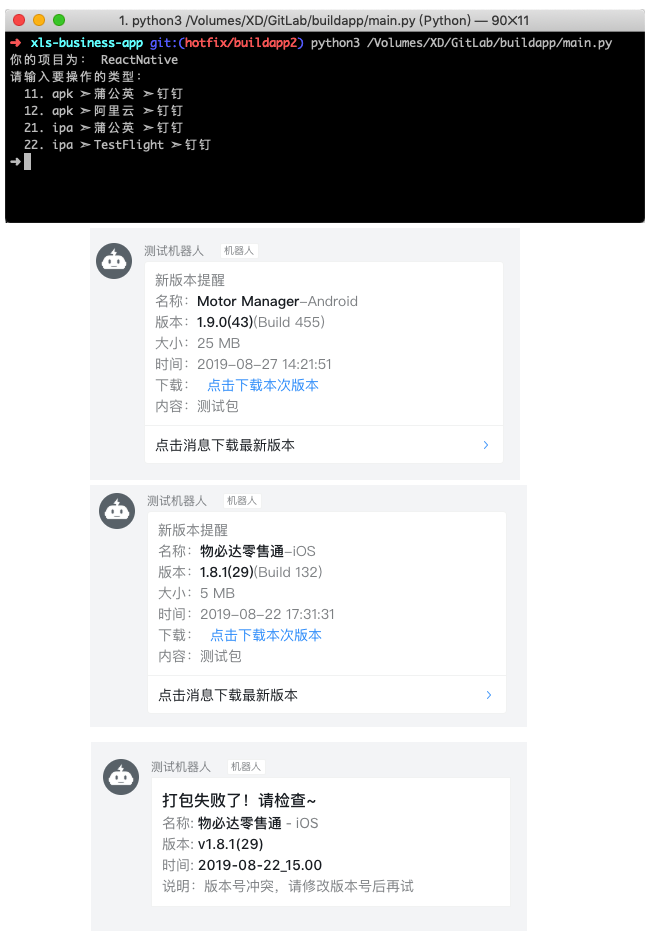 1. python3 /Volumes/XD/GitLab/buildapp/main.py (Python) — 90×11
➜ xls-business-app git:(hotfix/buildapp2) python3 /Volumes/XD/GitLab/buildapp/main.py
你的项目为： ReactNative
请输入要操作的类型：
11. apk ➣蒲公英 ➣钉钉
12. apk ➣阿里云 ➣钉钉
21. ipa ➣蒲公英 ➣钉钉
22. ipa ➣TestFlight ➣钉钉
➜
测试机器人 机器人
新版本提醒
名称：Motor Manager–Android
版本：1.9.0(43)(Build 455)
大小：25 MB
时间：2019–08–27 14:21:51
下载： 点击下载本次版本
内容：测试包
点击消息下载最新版本
测试机器人 机器人
新版本提醒
名称：物必达零售通–iOS
版本：1.8.1(29)(Build 132)
大小：5 MB
时间：2019–08–22 17:31:31
下载： 点击下载本次版本
内容：测试包
点击消息下载最新版本
测试机器人 机器人
打包失败了！请检查~
名称: 物必达零售通 - iOS
版本: v1.8.1(29)
时间: 2019-08-22_15.00
说明：版本号冲突，请修改版本号后再试